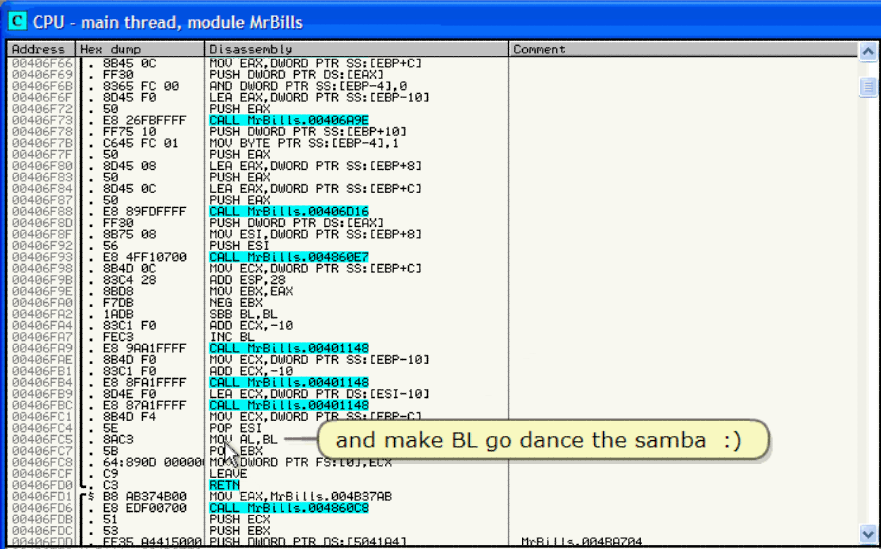 C CPU - main thread, module MrBills
Address Hex dump Disassembly Comment
00406F66 . 8B45 0C MOV EAX,DWORD PTR SS:[EBP+C]
00406F69 . FF30 PUSH DWORD PTR DS:[EAX]
00406F6B . 8365 FC 00 AND DWORD PTR SS:[EBP-4],0
00406F6F . 8D45 F0 LEA EAX,DWORD PTR SS:[EBP-10]
00406F72 . 50 PUSH EAX
00406F73 . E8 26FBFFFF CALL MrBills.00406A9E
00406F78 . FF75 10 PUSH DWORD PTR SS:[EBP+10]
00406F7B . C645 FC 01 MOV BYTE PTR SS:[EBP-4],1
00406F7F . 50 PUSH EAX
00406F80 . 8D45 08 LEA EAX,DWORD PTR SS:[EBP+8]
00406F83 . 50 PUSH EAX
00406F84 . 8D45 0C LEA EAX,DWORD PTR SS:[EBP+C]
00406F87 . 50 PUSH EAX
00406F88 . E8 89FDFFFF CALL MrBills.00406D16
00406F8D . FF30 PUSH DWORD PTR DS:[EAX]
00406F8F . 8B75 08 MOV ESI,DWORD PTR SS:[EBP+8]
00406F92 . 56 PUSH ESI
00406F93 . E8 4FF10700 CALL MrBills.004860E7
00406F98 . 8B4D 0C MOV ECX,DWORD PTR SS:[EBP+C]
00406F9B . 83C4 28 ADD ESP,28
00406F9E . 8BD8 MOV EBX,EAX
00406FA0 . F7DB NEG EBX
00406FA2 . 1ADB SBB BL,BL
00406FA4 . 83C1 F0 ADD ECX,-10
00406FA7 . FEC3 INC BL
00406FA9 . E8 9AA1FFFF CALL MrBills.00401148
00406FAE . 8B4D F0 MOV ECX,DWORD PTR SS:[EBP-10]
00406FB1 . 83C1 F0 ADD ECX,-10
00406FB4 . E8 8FA1FFFF CALL MrBills.00401148
00406FB9 . 8D4E F0 LEA ECX,DWORD PTR DS:[ESI-10]
00406FBC . E8 87A1FFFF CALL MrBills.00401148
00406FC1 . 8B4D F4 MOV ECX,DWORD PTR SS:[EBP-C]
00406FC4 . 5E POP ESI
00406FC5 . 8AC3 MOV AL,BL and make BL go dance the samba :)
00406FC7 . 5B POP EBX
00406FC8 . 64:890D 00000 MOV DWORD PTR FS:[0],ECX
00406FCF . C9 LEAVE
00406FD0 . C3 RETN
00406FD1 $ B8 AB374B00 MOV EAX,MrBills.004B37AB
00406FD6 . E8 EDF00700 CALL MrBills.004860C8
00406FDB . 51 PUSH ECX
00406FDC . 53 PUSH EBX
00406FDD . FF35 A4415000 PUSH DWORD PTR DS:[5041A4] MrBills.004BA704